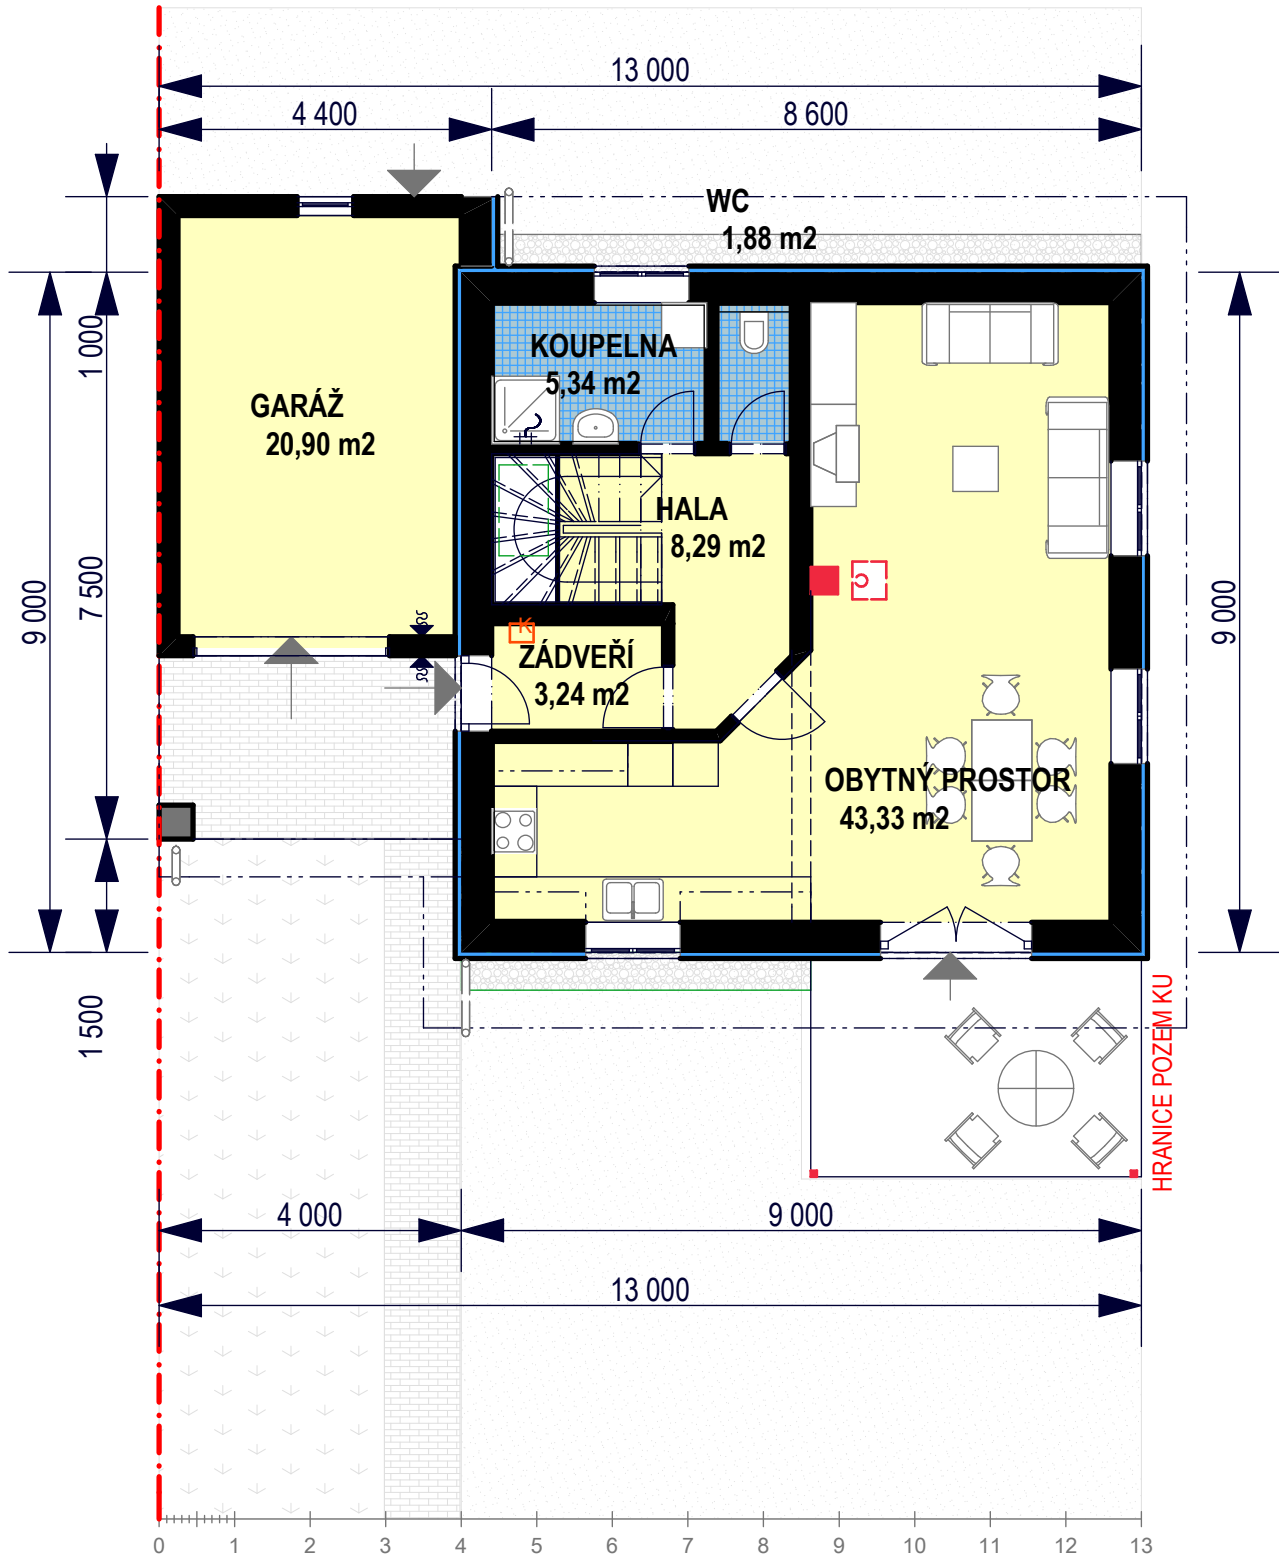 13 000
4 400
8 600
WC
1,88 m2
KOUPELNA
5,34 m2
GARÁŽ
20,90 m2
HALA
8,29 m2
ZÁDVEŘÍ
3,24 m2
OBYTNÝ PROSTOR
43,33 m2
K
1 000
7 500
9 000
1 500
9 000
HRANICE POZEM KU
4 000
9 000
13 000
0 1 2 3 4 5 6 7 8 9 10 11 12 13